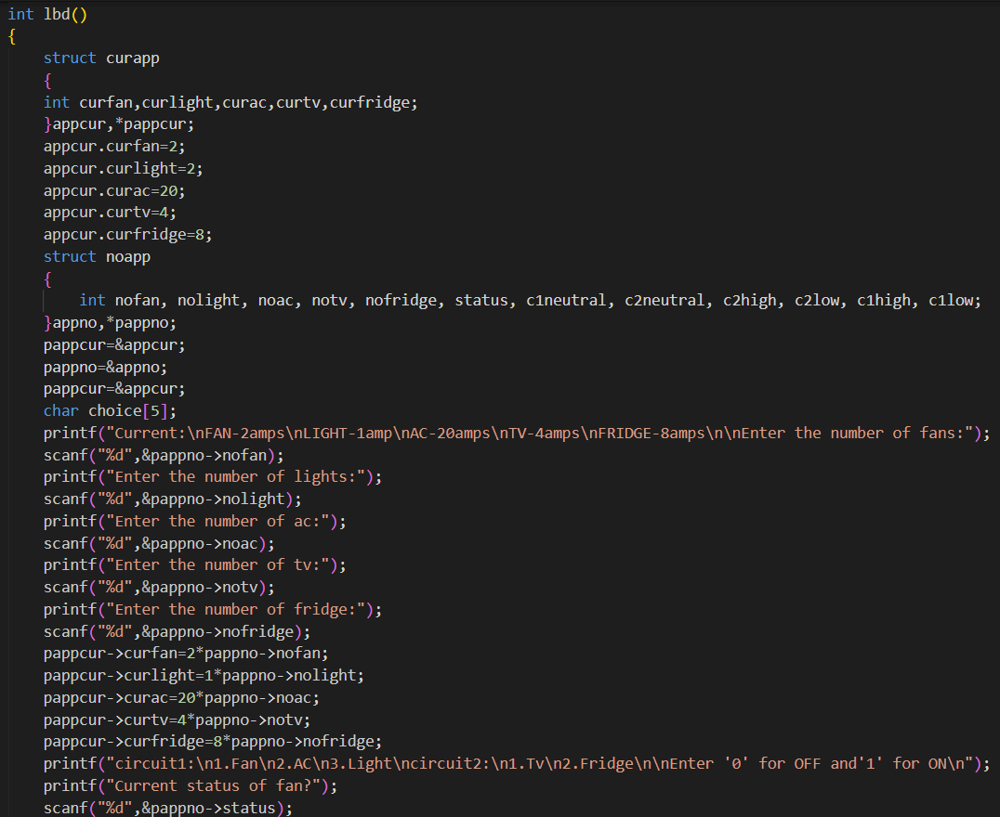 int lbd()
{
    struct curapp
    {
    int curfan,curlight,curac,curtv,curfridge;
    }appcur,*pappcur;
    appcur.curfan=2;
    appcur.curlight=2;
    appcur.curac=20;
    appcur.curtv=4;
    appcur.curfridge=8;
    struct noapp
    {
        int nofan, nolight, noac, notv, nofridge, status, c1neutral, c2neutral, c2high, c2low, c1high, c1low;
    }appno,*pappno;
    pappcur=&appcur;
    pappno=&appno;
    pappcur=&appcur;
    char choice[5];
    printf("Current:\nFAN-2amps\nLIGHT-1amp\nAC-20amps\nTV-4amps\nFRIDGE-8amps\n\nEnter the number of fans:");
    scanf("%d",&pappno->nofan);
    printf("Enter the number of lights:");
    scanf("%d",&pappno->nolight);
    printf("Enter the number of ac:");
    scanf("%d",&pappno->noac);
    printf("Enter the number of tv:");
    scanf("%d",&pappno->notv);
    printf("Enter the number of fridge:");
    scanf("%d",&pappno->nofridge);
    pappcur->curfan=2*pappno->nofan;
    pappcur->curlight=1*pappno->nolight;
    pappcur->curac=20*pappno->noac;
    pappcur->curtv=4*pappno->notv;
    pappcur->curfridge=8*pappno->nofridge;
    printf("circuit1:\n1.Fan\n2.AC\n3.Light\ncircuit2:\n1.Tv\n2.Fridge\n\nEnter '0' for OFF and'1' for ON\n");
    printf("Current status of fan?");
    scanf("%d",&pappno->status);